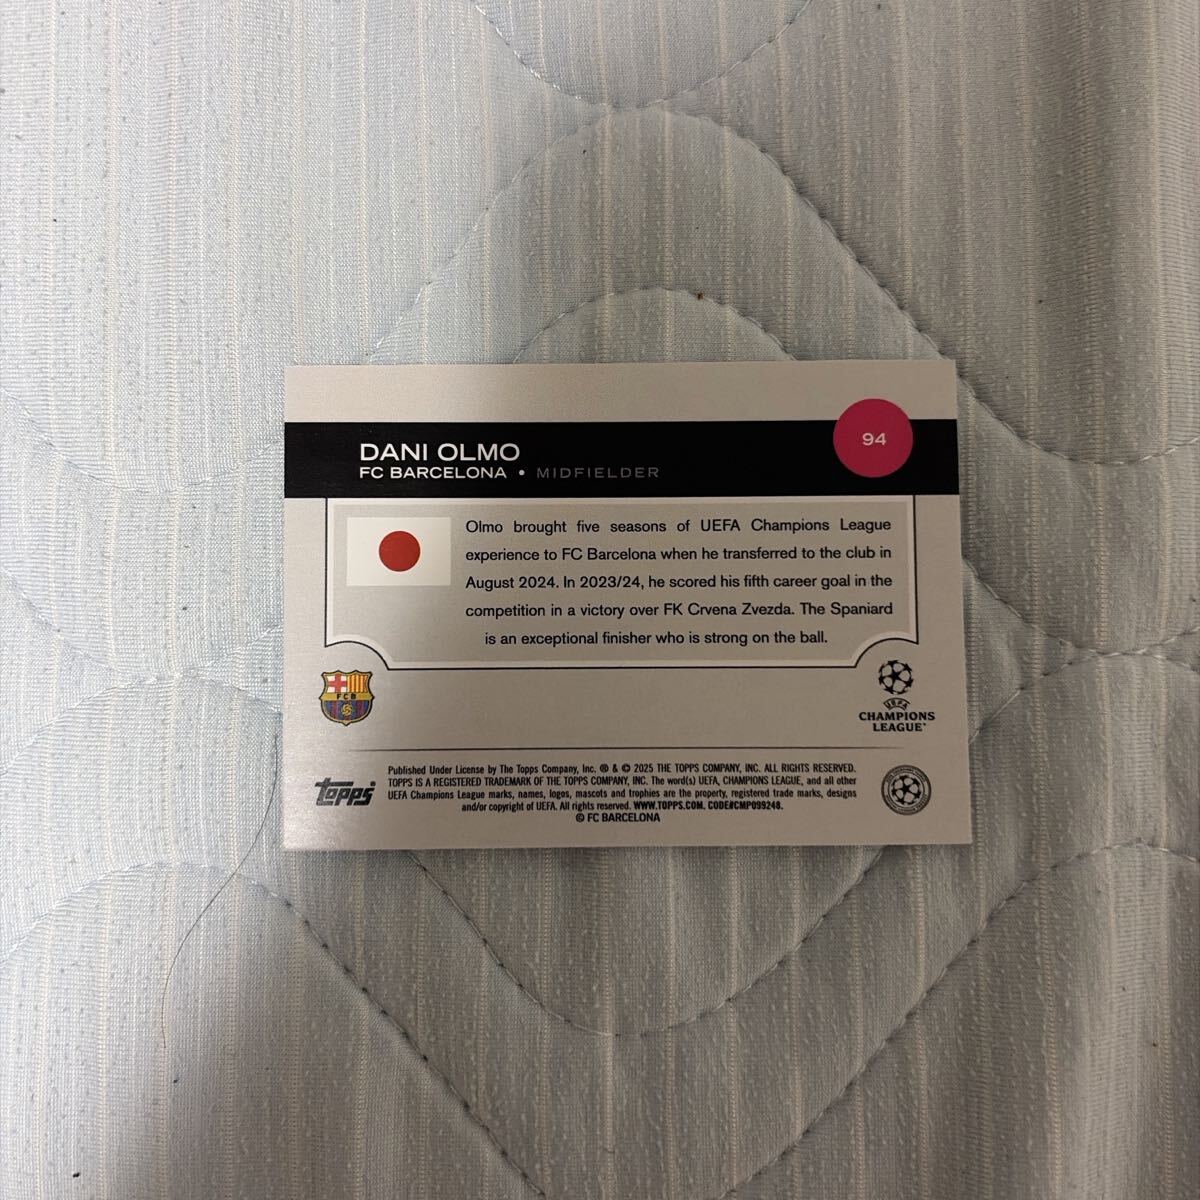 DANI OLMO
FC BARCELONA • MIDFIELDER
94
Olmo brought five seasons of UEFA Champions League
experience to FC Barcelona when he transferred to the club in
August 2024. In 2023/24, he scored his fifth career goal in the
competition in a victory over FK Crvena Zvezda. The Spaniard
is an exceptional finisher who is strong on the ball.
FCB
UEFA
CHAMPIONS
LEAGUE
topps
Published Under License by The Topps Company, Inc. ® & © 2025 THE TOPPS COMPANY, INC. ALL RIGHTS RESERVED.
TOPPS IS A REGISTERED TRADEMARK OF THE TOPPS COMPANY, INC. The word(s) UEFA, CHAMPIONS LEAGUE, and all other
UEFA Champions League marks, names, logos, mascots and trophies are the property, registered trade marks, designs
and/or copyright of UEFA. All rights reserved. WWW.TOPPS.COM. CODE#CMP099248.
© FC BARCELONA